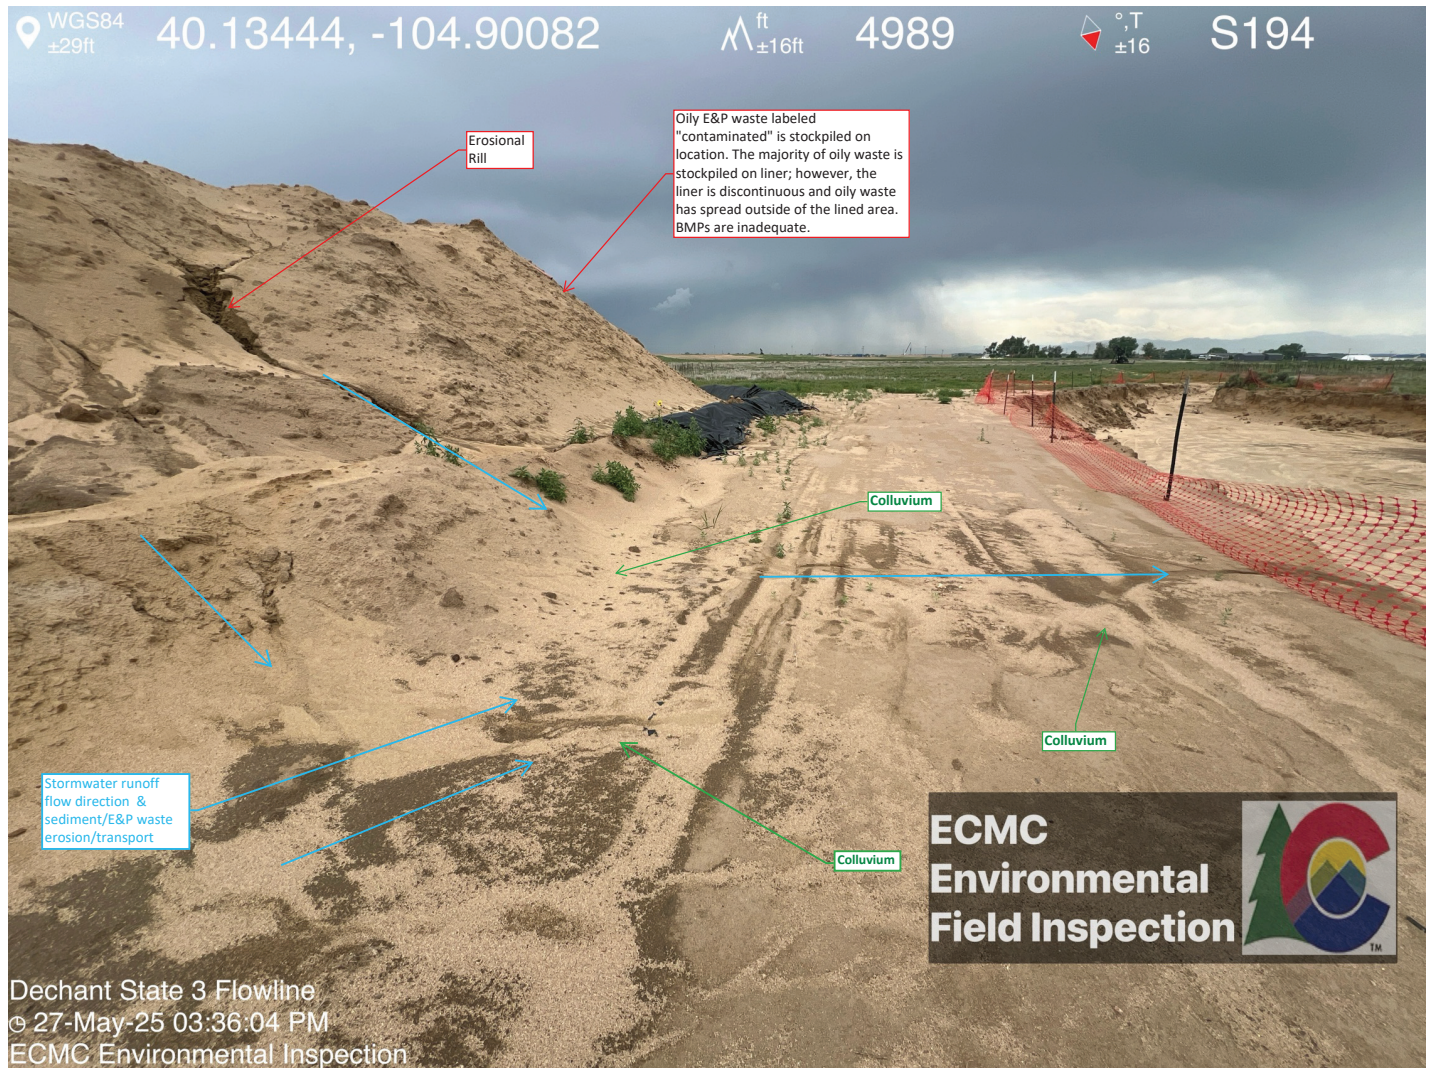 WGS84
±29ft
40.13444, -104.90082
ft
±16ft
4989
°,T
±16
S194
Erosional
Rill
Oily E&P waste labeled
"contaminated" is stockpiled on
location. The majority of oily waste is
stockpiled on liner; however, the
liner is discontinuous and oily waste
has spread outside of the lined area.
BMPs are inadequate.
Colluvium
Colluvium
Stormwater runoff
flow direction &
sediment/E&P waste
erosion/transport
Colluvium
ECMC
Environmental
Field Inspection
TM
Dechant State 3 Flowline
27-May-25 03:36:04 PM
ECMC Environmental Inspection